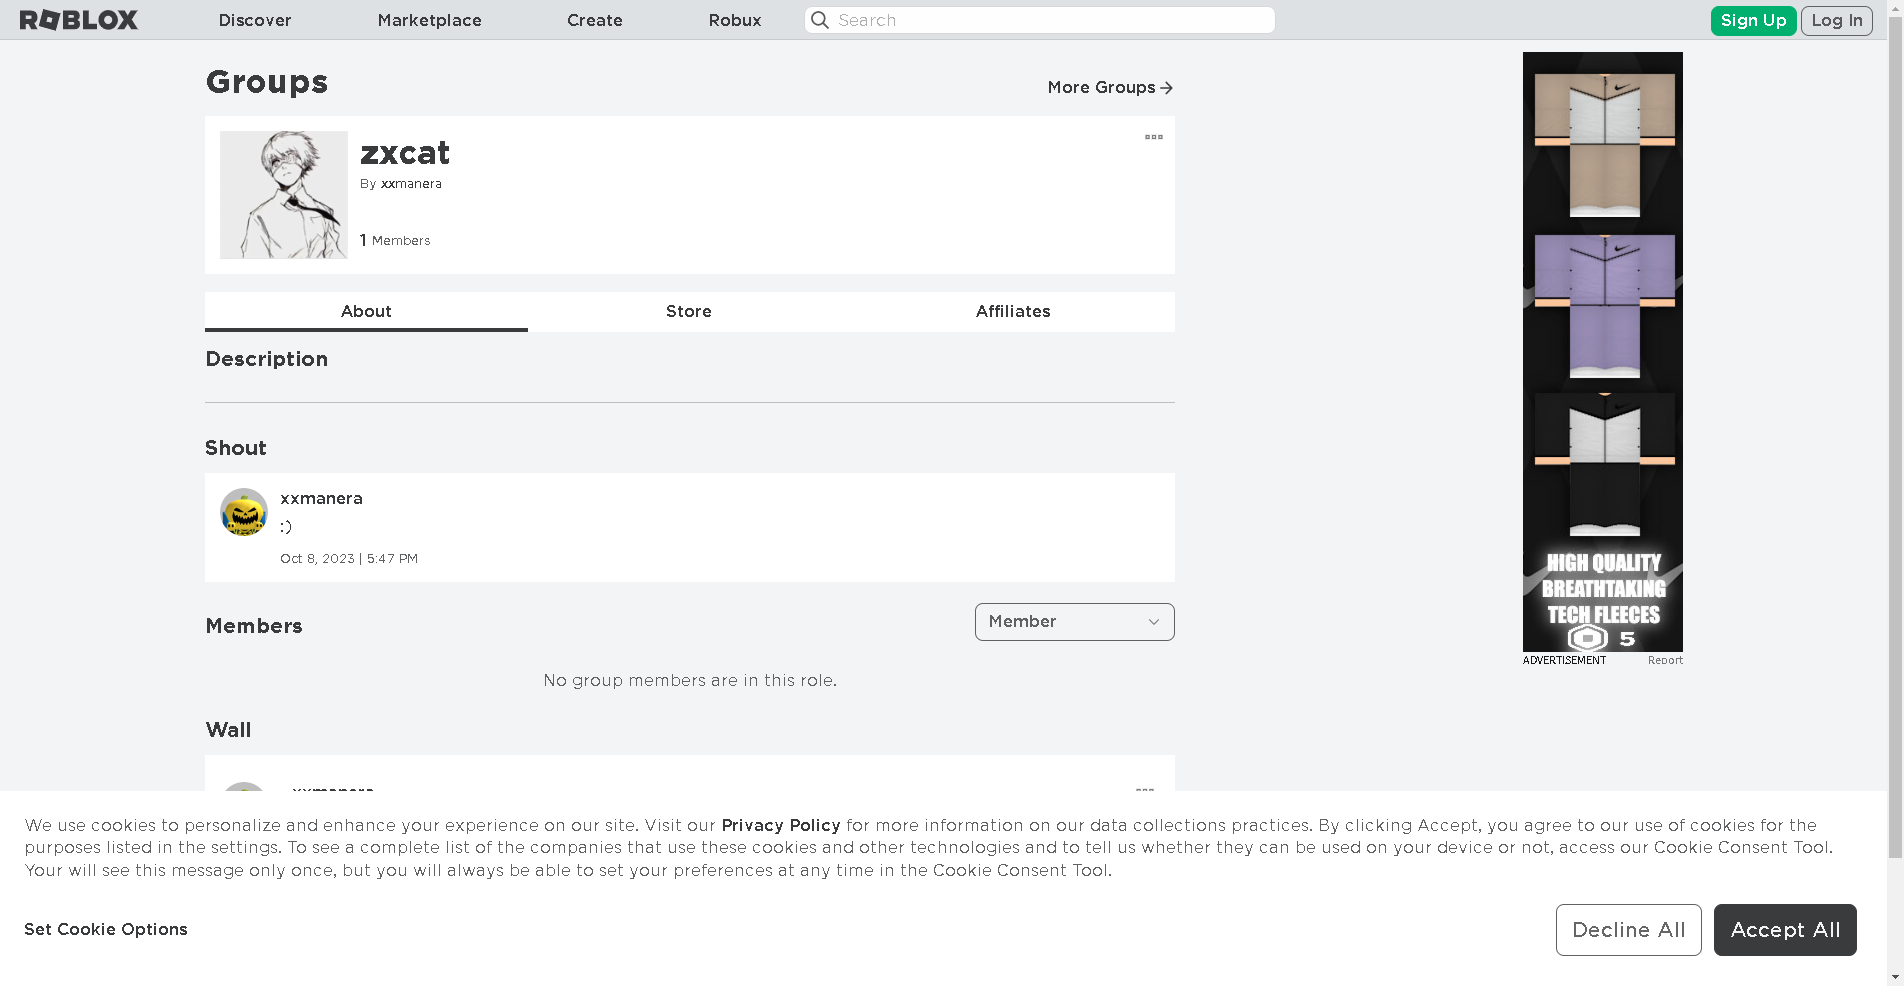 ROBLOX
Discover
Marketplace
Create
Robux
Search
Sign Up
Log In
Groups
More Groups
zxcat
By xxmanera
1 Members
About
Store
Affiliates
Description
Shout
xxmanera
:)
Oct 8, 2023 | 5:47 PM
Members
Member
No group members are in this role.
Wall
xxmanera
HIGH QUALITY
BREATHTAKING
TECH FLEECES
5
ADVERTISEMENT
Report
We use cookies to personalize and enhance your experience on our site. Visit our Privacy Policy for more information on our data collections practices. By clicking Accept, you agree to our use of cookies for the
purposes listed in the settings. To see a complete list of the companies that use these cookies and other technologies and to tell us whether they can be used on your device or not, access our Cookie Consent Tool.
Your will see this message only once, but you will always be able to set your preferences at any time in the Cookie Consent Tool.
Set Cookie Options
Decline All
Accept All